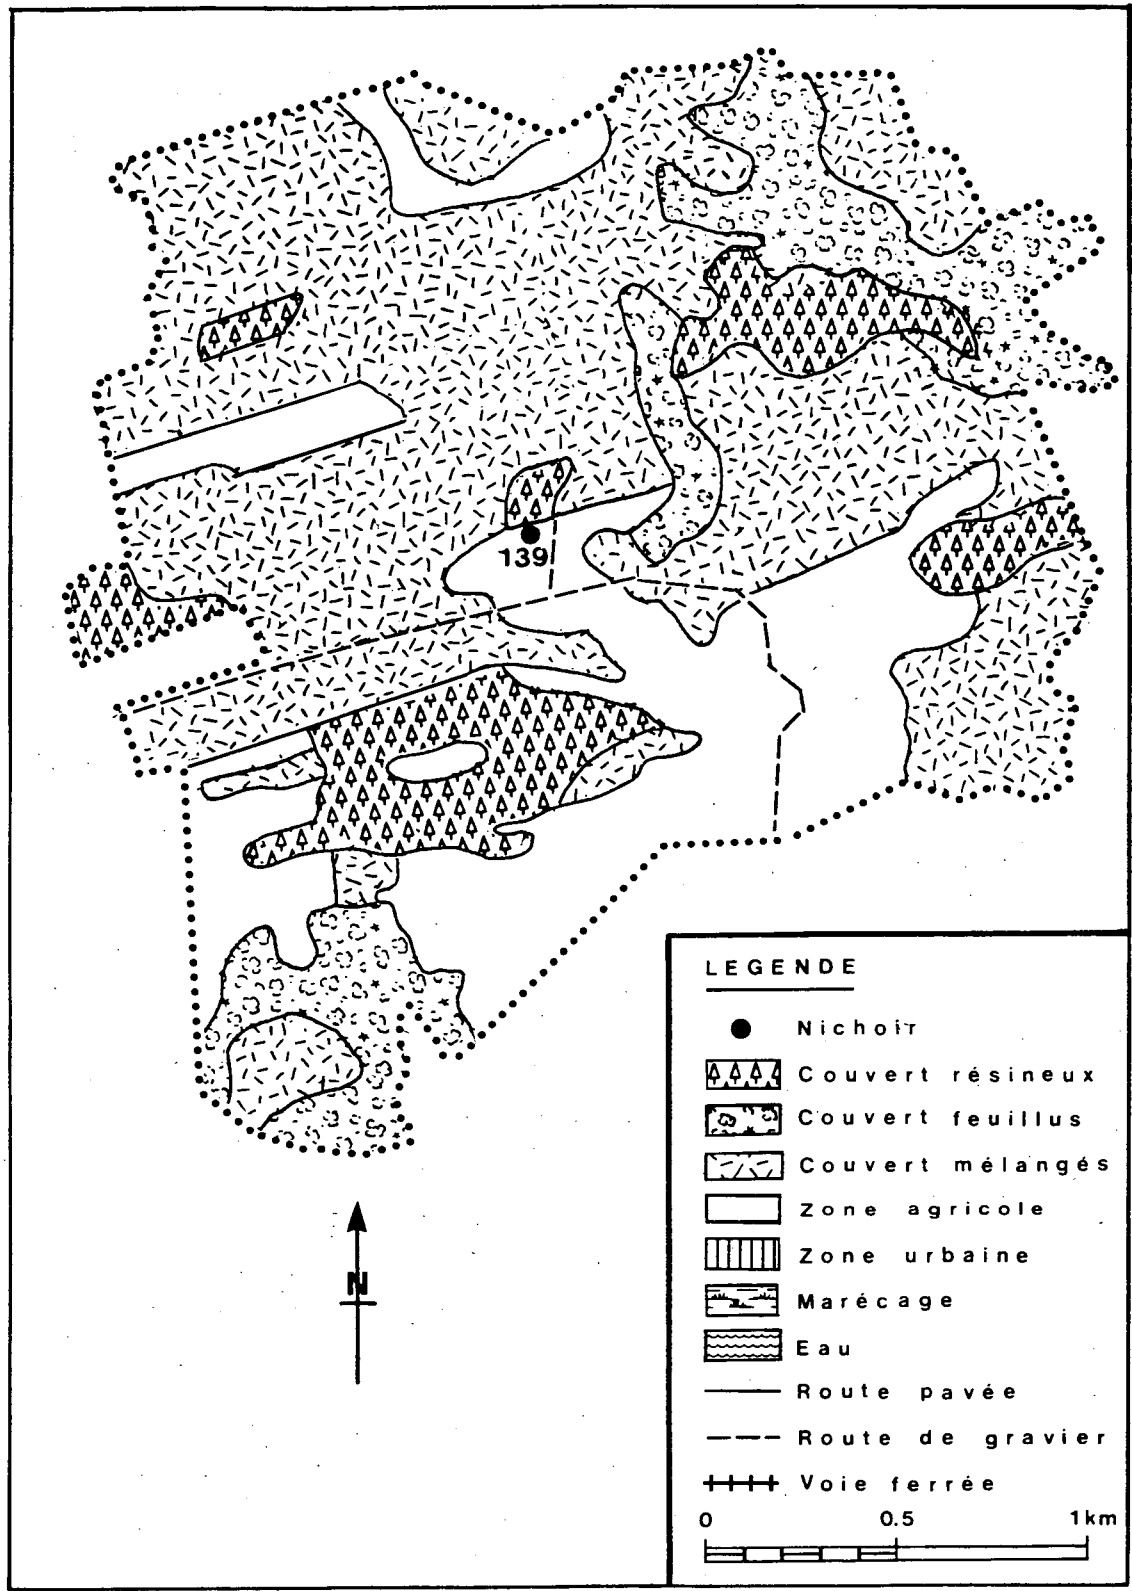 139
N
LEGENDE
Nichoir
Couvert résineux
Couvert feuillus
Couvert mélangés
Zone agricole
Zone urbaine
Marécage
Eau
Route pavée
Route de gravier
Voie ferrée
0 0.5 1km